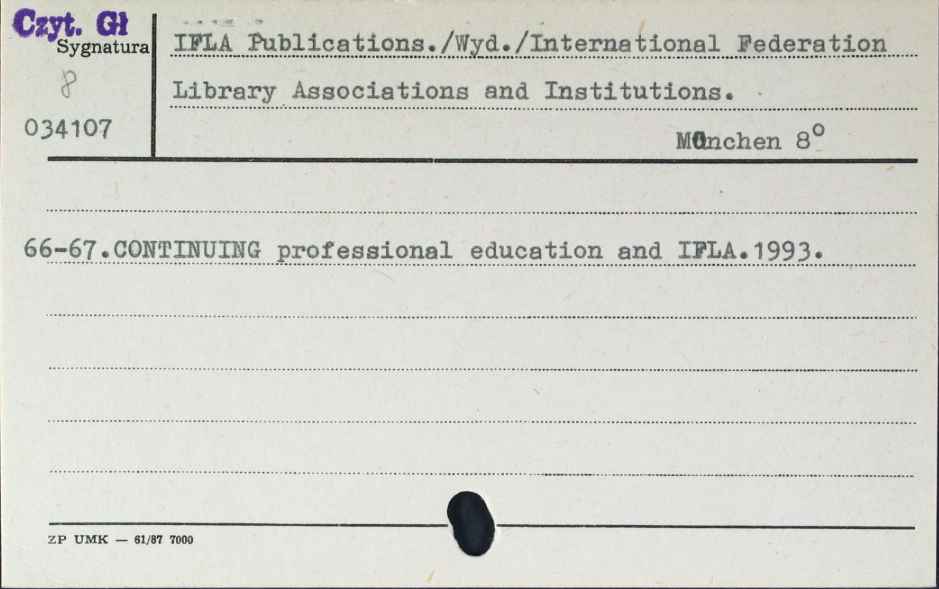 Czyt. Gł
Sygnatura
8
034107
IFLA Publications./Wyd./International Federation
Library Associations and Institutions.
München 8°
66-67.CONTINUING professional education and IFLA.1993.
ZP UMK — 61/87 7000